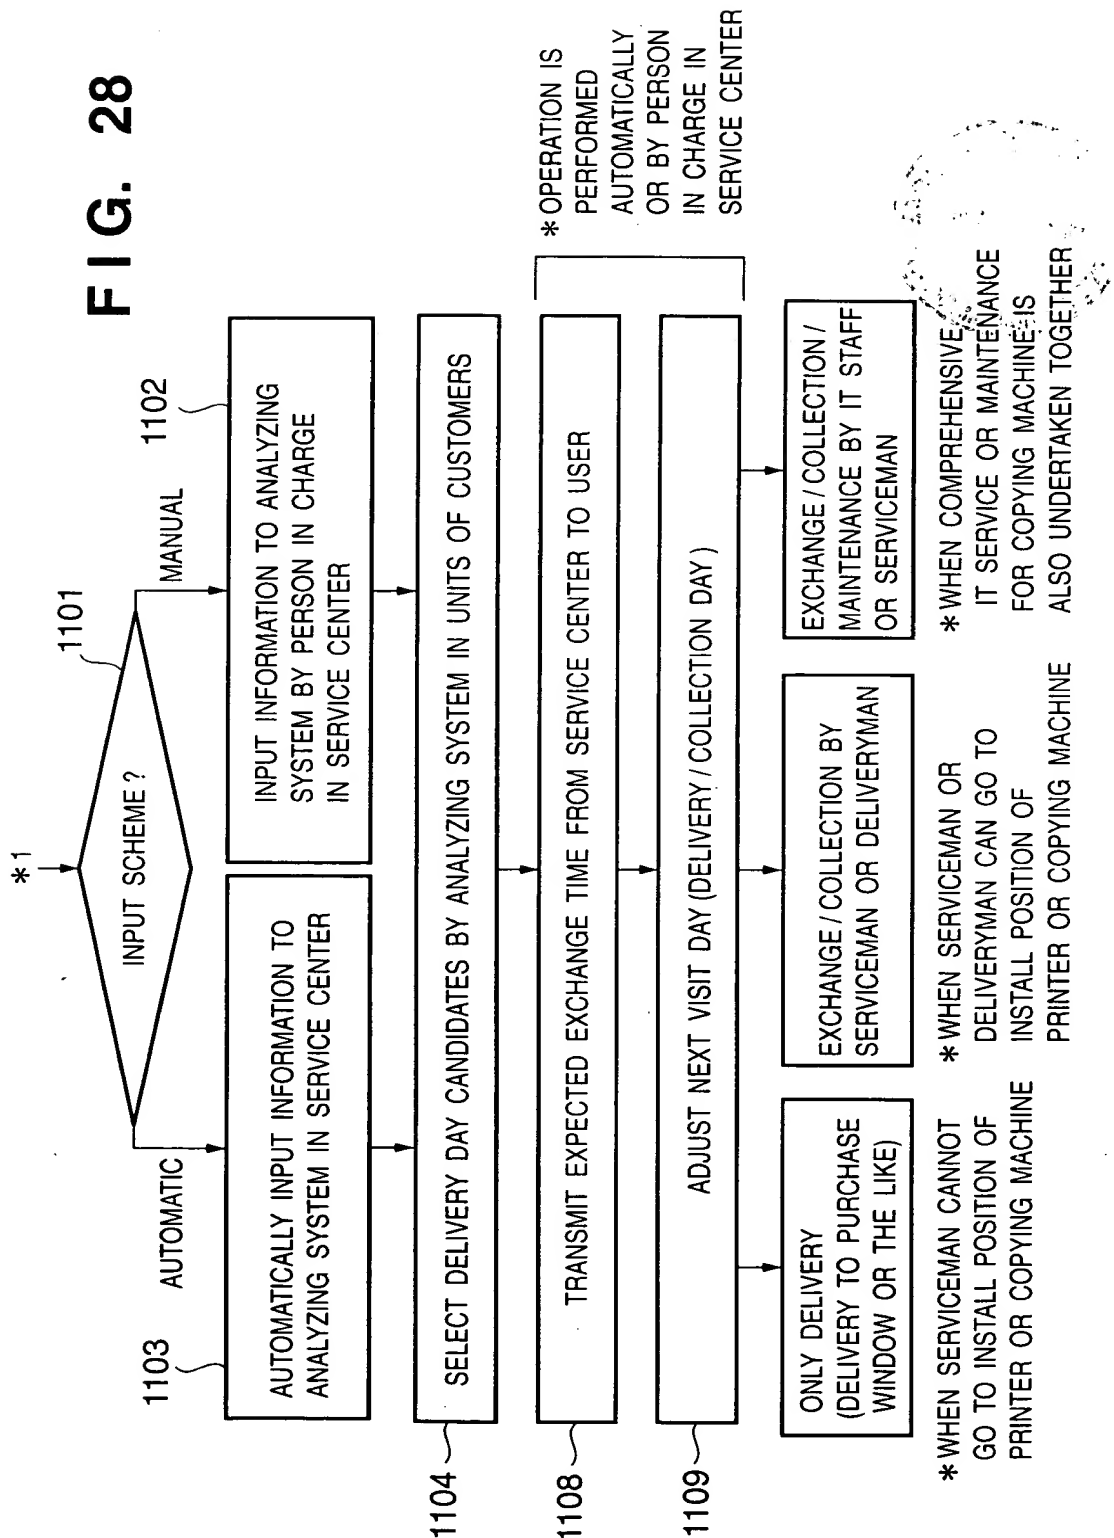 FIG. 28
*1
INPUT SCHEME?
1101
AUTOMATIC
MANUAL
1103
1102
AUTOMATICALLY INPUT INFORMATION TO
ANALYZING SYSTEM IN SERVICE CENTER
INPUT INFORMATION TO ANALYZING
SYSTEM BY PERSON IN CHARGE
IN SERVICE CENTER
1104
SELECT DELIVERY DAY CANDIDATES BY ANALYZING SYSTEM IN UNITS OF CUSTOMERS
1108
TRANSMIT EXPECTED EXCHANGE TIME FROM SERVICE CENTER TO USER
1109
ADJUST NEXT VISIT DAY (DELIVERY/COLLECTION DAY)
*OPERATION IS
PERFORMED
AUTOMATICALLY
OR BY PERSON
IN CHARGE IN
SERVICE CENTER
ONLY DELIVERY
(DELIVERY TO PURCHASE
WINDOW OR THE LIKE)
*WHEN SERVICEMAN CANNOT
GO TO INSTALL POSITION OF
PRINTER OR COPYING MACHINE
EXCHANGE/COLLECTION BY
SERVICEMAN OR DELIVERYMAN
*WHEN SERVICEMAN OR
DELIVERYMAN CAN GO TO
INSTALL POSITION OF
PRINTER OR COPYING MACHINE
EXCHANGE/COLLECTION/
MAINTENANCE BY IT STAFF
OR SERVICEMAN
*WHEN COMPREHENSIVE
IT SERVICE OR MAINTENANCE
FOR COPYING MACHINE IS
ALSO UNDERTAKEN TOGETHER